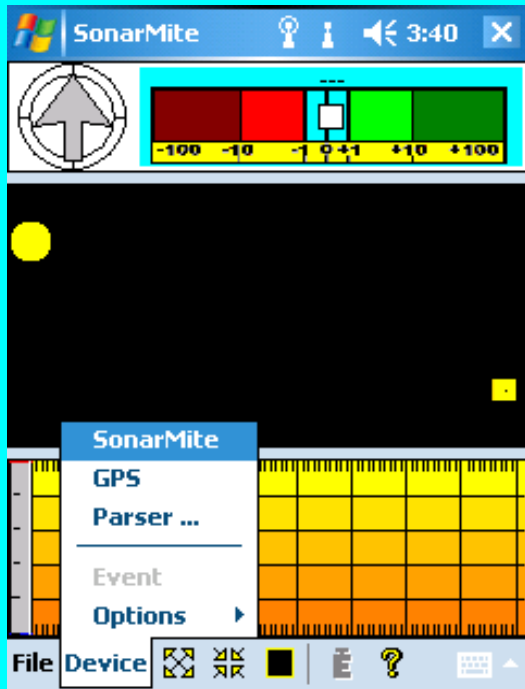 SonarMite 3:40
---
-100 -10 -1 0 +1 +10 +100
SonarMite
GPS
Parser ...
Event
Options
File Device